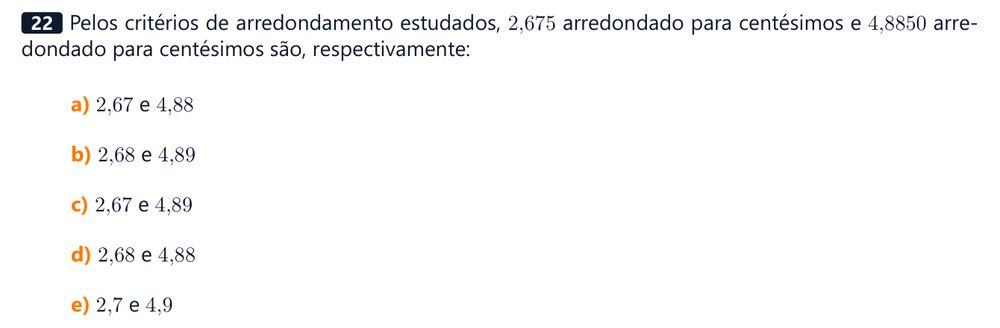 22 Pelos critérios de arredondamento estudados, 2,675 arredondado para centésimos e 4,8850 arre-
dondado para centésimos são, respectivamente:
a) 2,67 e 4,88
b) 2,68 e 4,89
c) 2,67 e 4,89
d) 2,68 e 4,88
e) 2,7 e 4,9